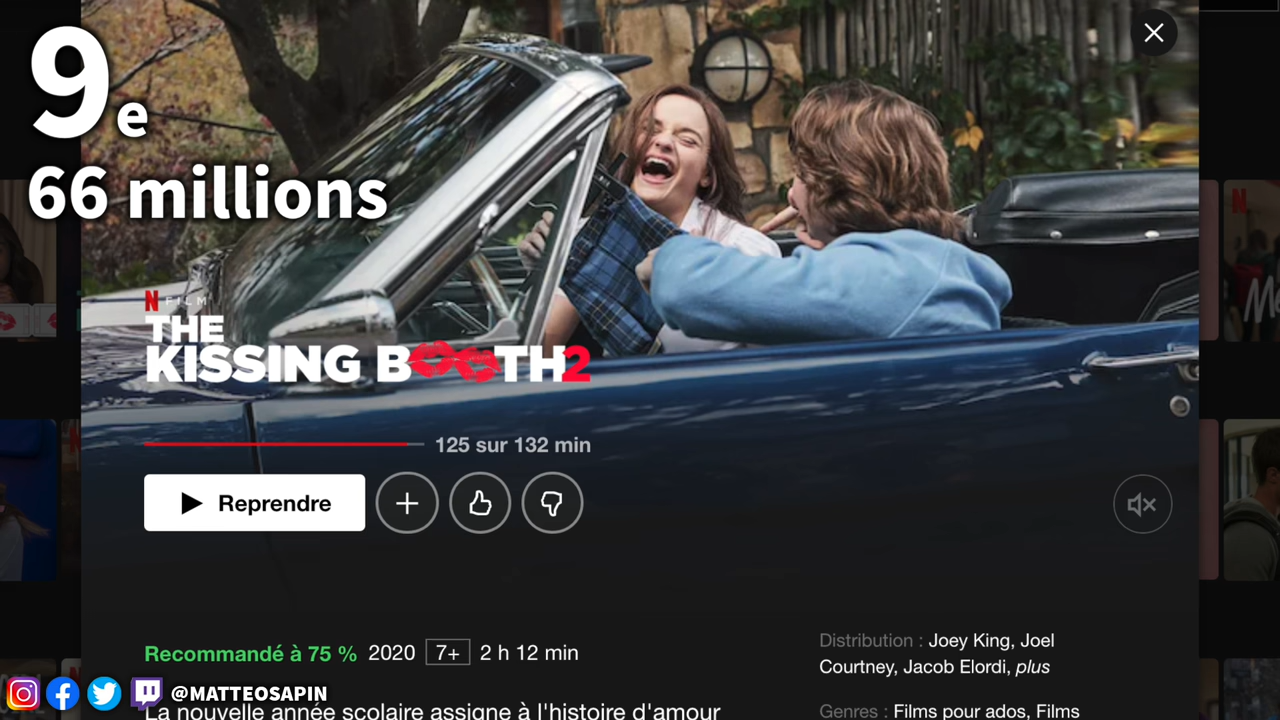 9e
66 millions
N FILM
THE
KISSING BOOTH2
125 sur 132 min
Reprendre
Recommandé à 75 % 2020 7+ 2 h 12 min
Distribution : Joey King, Joel
Courtney, Jacob Elordi, plus
@MATTEOSAPIN
La nouvelle année scolaire assigne à l'histoire d'amour
Genres : Films pour ados, Films